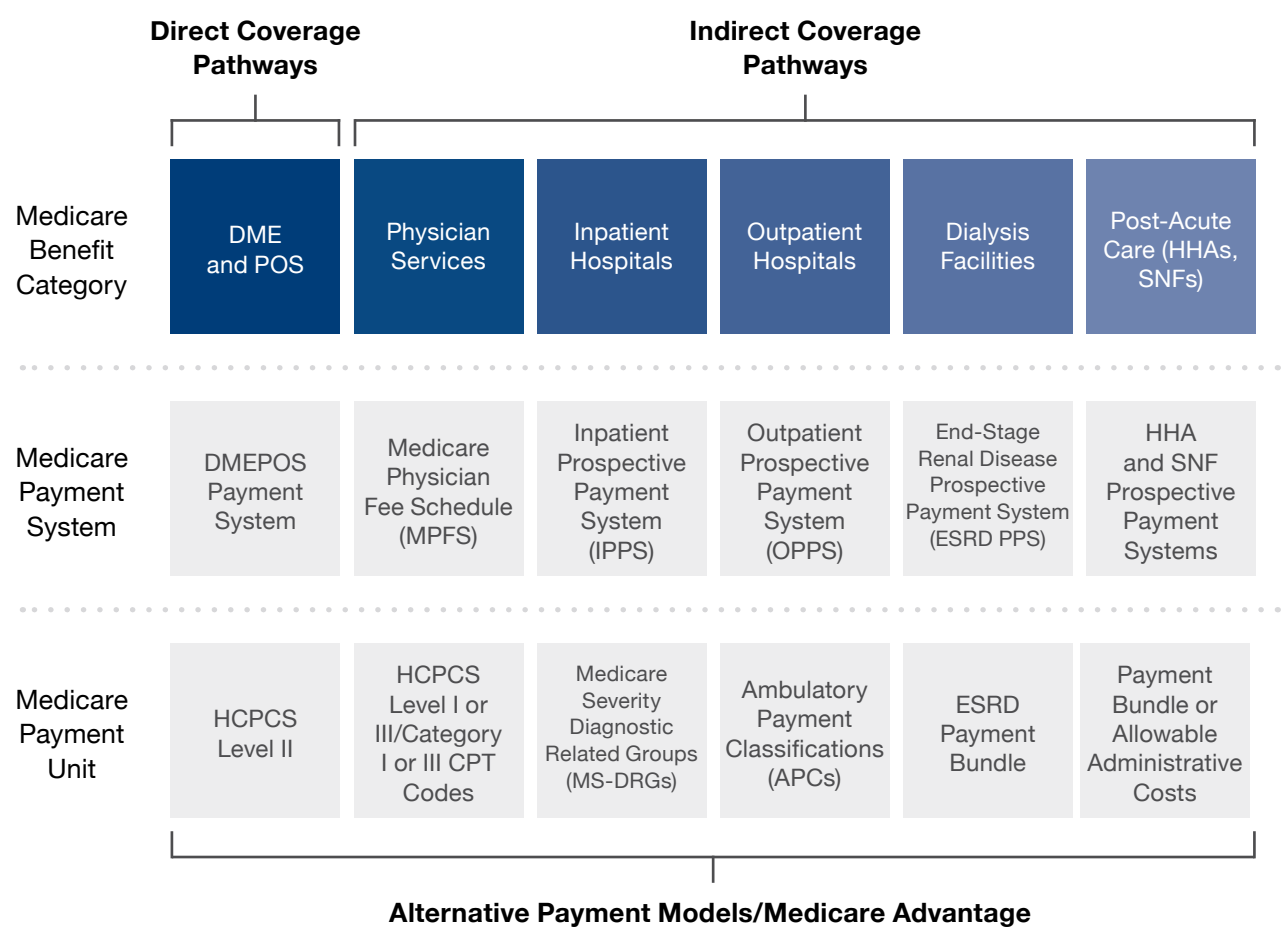 Direct Coverage
Pathways
Indirect Coverage
Pathways
Medicare
Benefit
Category
DME
and POS
Physician
Services
Inpatient
Hospitals
Outpatient
Hospitals
Dialysis
Facilities
Post-Acute
Care (HHAs,
SNFs)
Medicare
Payment
System
DMEPOS
Payment
System
Medicare
Physician
Fee Schedule
(MPFS)
Inpatient
Prospective
Payment
System
(IPPS)
Outpatient
Prospective
Payment
System
(OPPS)
End-Stage
Renal Disease
Prospective
Payment System
(ESRD PPS)
HHA
and SNF
Prospective
Payment
Systems
Medicare
Payment
Unit
HCPCS
Level II
HCPCS
Level I or
III/Category
I or III CPT
Codes
Medicare
Severity
Diagnostic
Related Groups
(MS-DRGs)
Ambulatory
Payment
Classifications
(APCs)
ESRD
Payment
Bundle
Payment
Bundle or
Allowable
Administrative
Costs
Alternative Payment Models/Medicare Advantage